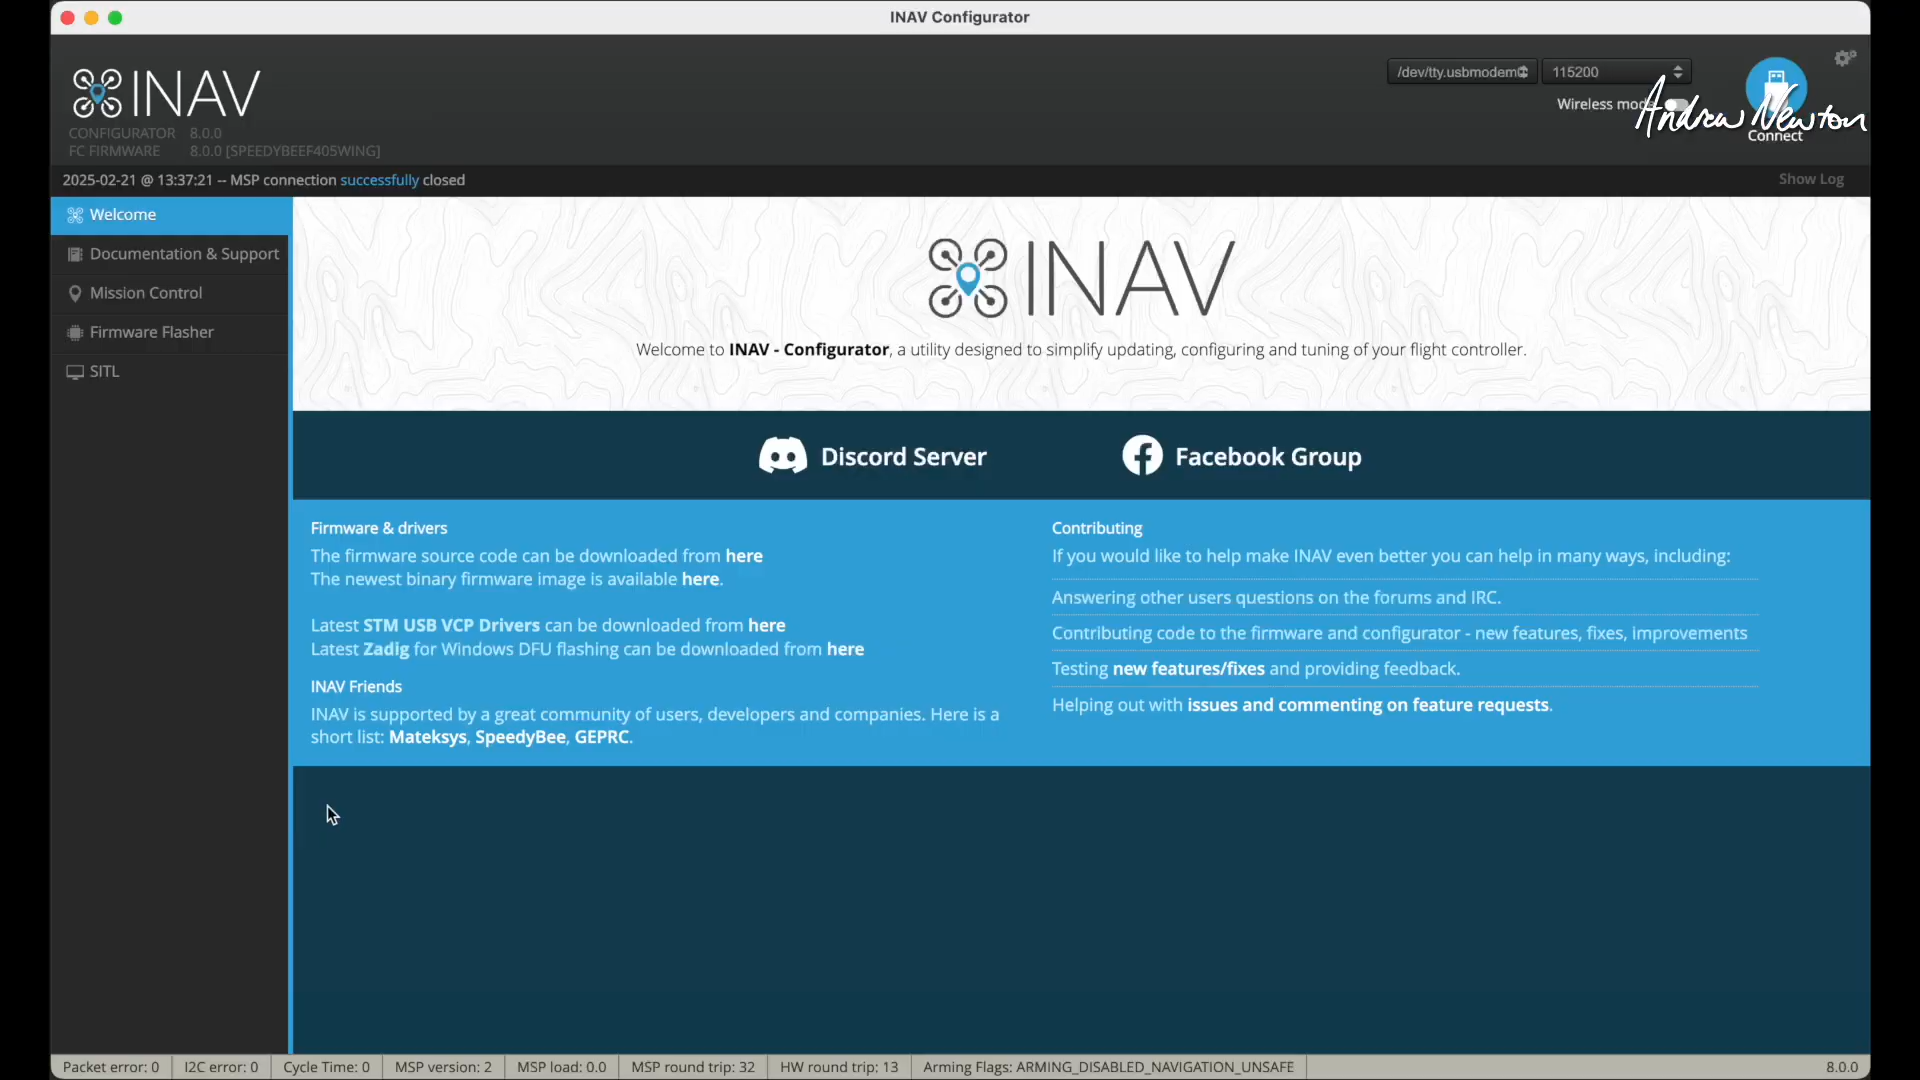 INAV Configurator
INAV
CONFIGURATOR 8.0.0
FC FIRMWARE 8.0.0 [SPEEDYBEEF405WING]
/dev/tty.usbmodem
115200
Wireless mode
Andrew Newton
Connect
2025-02-21 @ 13:37:21 -- MSP connection successfully closed
Show Log
Welcome
Documentation & Support
Mission Control
Firmware Flasher
SITL
INAV
Welcome to INAV - Configurator, a utility designed to simplify updating, configuring and tuning of your flight controller.
Discord Server
Facebook Group
Firmware & drivers
The firmware source code can be downloaded from here
The newest binary firmware image is available here.
Latest STM USB VCP Drivers can be downloaded from here
Latest Zadig for Windows DFU flashing can be downloaded from here
INAV Friends
INAV is supported by a great community of users, developers and companies. Here is a
short list: Mateksys, SpeedyBee, GEPRC.
Contributing
If you would like to help make INAV even better you can help in many ways, including:
Answering other users questions on the forums and IRC.
Contributing code to the firmware and configurator - new features, fixes, improvements
Testing new features/fixes and providing feedback.
Helping out with issues and commenting on feature requests.
Packet error: 0
I2C error: 0
Cycle Time: 0
MSP version: 2
MSP load: 0.0
MSP round trip: 32
HW round trip: 13
Arming Flags: ARMING_DISABLED_NAVIGATION_UNSAFE
8.0.0